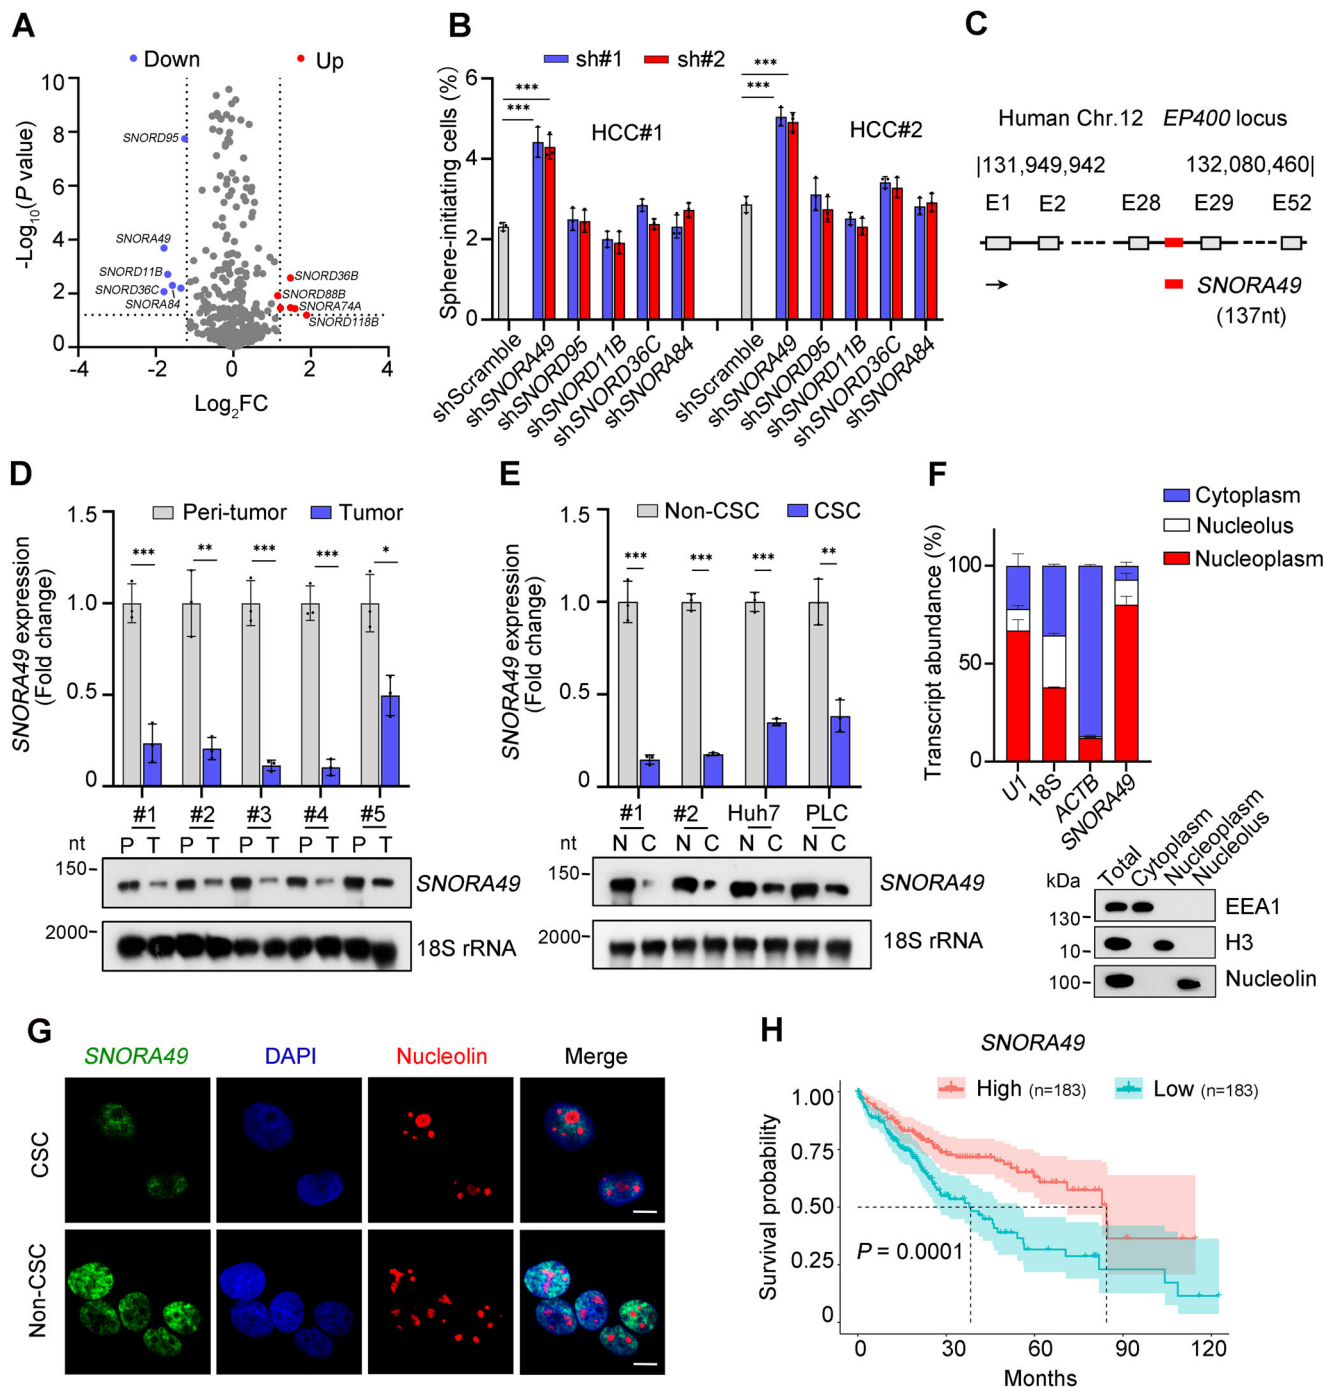 A
Down
Up
-Log10(P value)
10
8
6
4
2
0
SNORD95
SNORA49
SNORD11B
SNORD36C
SNORA84
SNORD36B
SNORD88B
SNORA74A
SNORD118B
-4
-2
0
2
4
Log2FC
B
sh#1
sh#2
Sphere-initiating cells (%)
6
4
2
0
***
***
HCC#1
***
***
HCC#2
shScramble
shSNORA49
shSNORD95
shSNORD11B
shSNORD36C
shSNORA84
shScramble
shSNORA49
shSNORD95
shSNORD11B
shSNORD36C
shSNORA84
C
Human Chr.12 EP400 locus
|131,949,942 132,080,460|
E1 E2 E28 E29 E52
SNORA49
(137nt)
D
Peri-tumor
Tumor
SNORA49 expression
(Fold change)
1.5
1.0
0.5
0
*** ** *** *** *
#1 #2 #3 #4 #5
nt P T P T P T P T P T
150
SNORA49
2000
18S rRNA
E
Non-CSC
CSC
SNORA49 expression
(Fold change)
1.5
1.0
0.5
0
*** *** *** **
#1 #2 Huh7 PLC
nt N C N C N C N C
150
SNORA49
2000
18S rRNA
F
Cytoplasm
Nucleolus
Nucleoplasm
Transcript abundance (%)
100
50
0
U1
18S
ACTB
SNORA49
kDa
Total
Cytoplasm
Nucleoplasm
Nucleolus
130
EEA1
10
H3
100
Nucleolin
G
SNORA49 DAPI Nucleolin Merge
CSC
Non-CSC
H
SNORA49
High (n=183)
Low (n=183)
Survival probability
1.00
0.75
0.50
0.25
0
P = 0.0001
0 30 60 90 120
Months